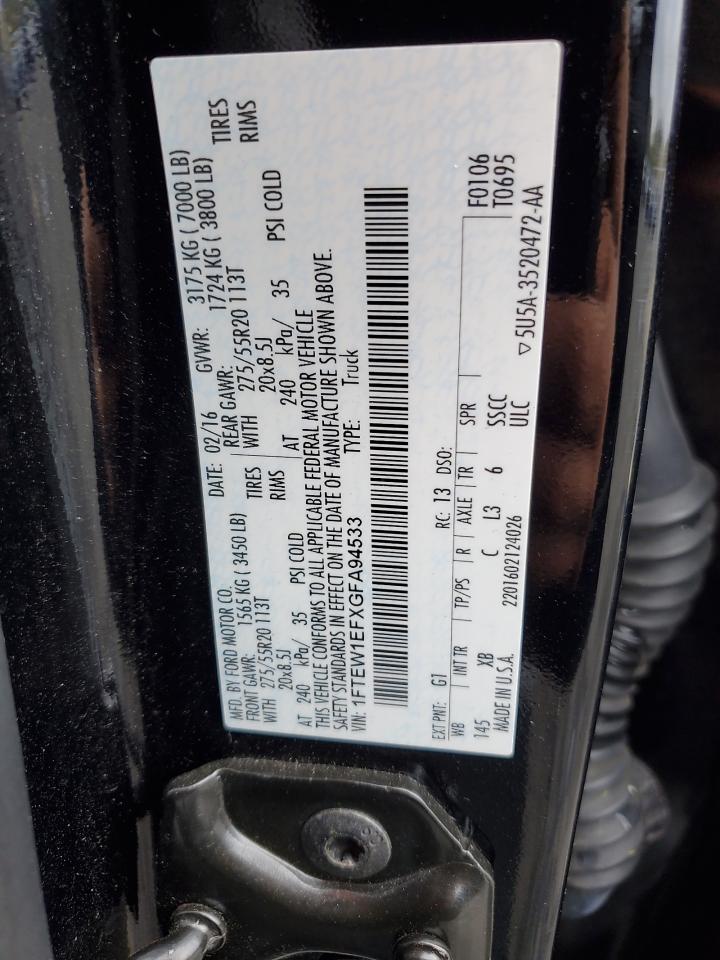 MFD. BY FORD MOTOR CO. DATE: 02/16 GVWR: 3175 KG ( 7000 LB)
FRONT GAWR: 1565 KG ( 3450 LB) REAR GAWR: 1724 KG ( 3800 LB)
WITH 275/55R20 113T TIRES WITH 275/55R20 113T TIRES
20x8.5J RIMS 20x8.5J RIMS
AT 240 kPa/ 35 PSI COLD AT 240 kPa/ 35 PSI COLD
THIS VEHICLE CONFORMS TO ALL APPLICABLE FEDERAL MOTOR VEHICLE
SAFETY STANDARDS IN EFFECT ON THE DATE OF MANUFACTURE SHOWN ABOVE.
VIN: 1FTEW1EFXGFA94533 TYPE: Truck
EXT PNT: G1 RC: 13 DSO: F0106
WB INT TR TP/PS R AXLE TR SPR T0695
145 XB C L3 6 SSCC
MADE IN U.S.A. 2201602124026 ULC ▽ 5U5A-3520472-AA